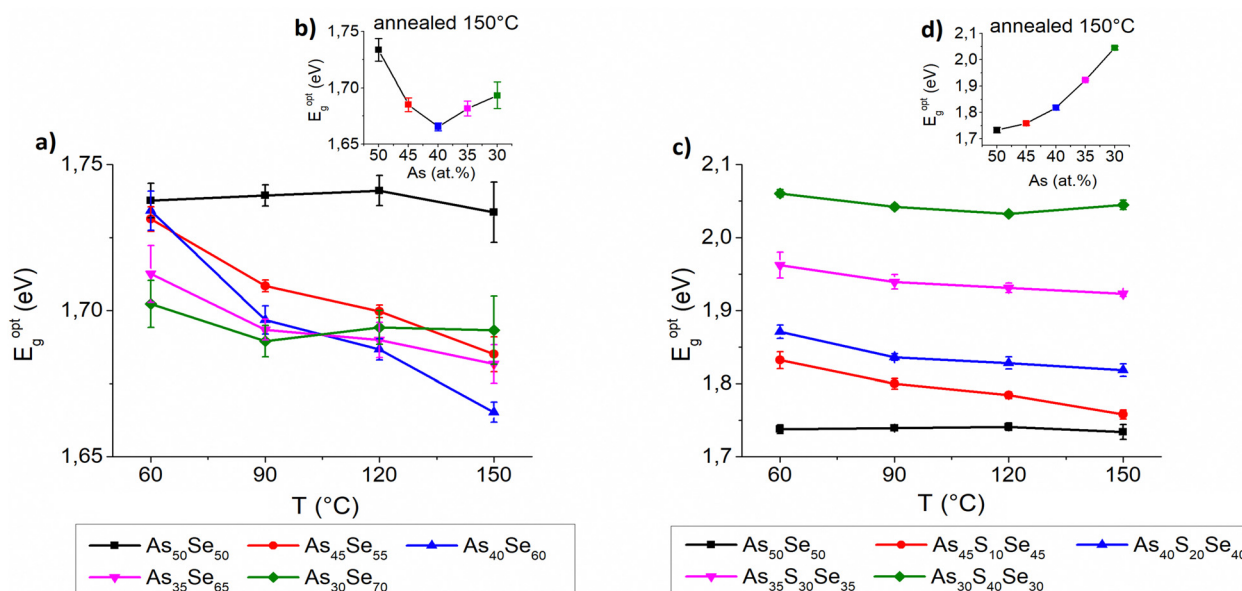 b) annealed 150°C
1,75
1,70
1,65
E_g^opt (eV)
50 45 40 35 30
As (at.%)
d) annealed 150°C
2,1
2,0
1,9
1,8
1,7
E_g^opt (eV)
50 45 40 35 30
As (at.%)
a)
1,75
1,70
1,65
E_g^opt (eV)
60 90 120 150
T (°C)
As₅₀Se₅₀ As₄₅Se₅₅ As₄₀Se₆₀
As₃₅Se₆₅ As₃₀Se₇₀
c)
2,1
2,0
1,9
1,8
1,7
E_g^opt (eV)
60 90 120 150
T (°C)
As₅₀Se₅₀ As₄₅S₁₀Se₄₅ As₄₀S₂₀Se₄₀
As₃₅S₃₀Se₃₅ As₃₀S₄₀Se₃₀